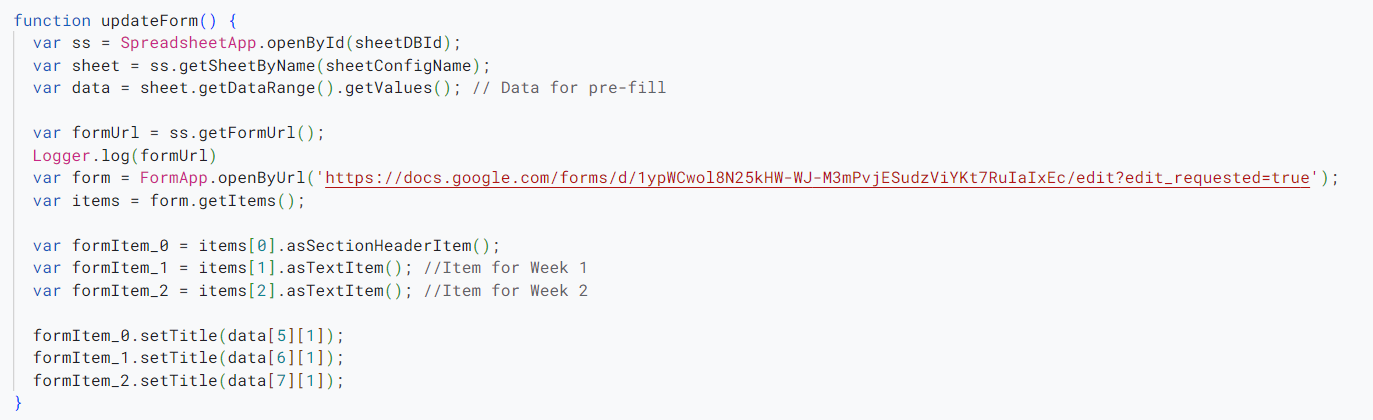 function updateForm() {
var ss = SpreadsheetApp.openById(sheetDBId);
var sheet = ss.getSheetByName(sheetConfigName);
var data = sheet.getDataRange().getValues(); // Data for pre-fill
var formUrl = ss.getFormUrl();
Logger.log(formUrl)
var form = FormApp.openByUrl('https://docs.google.com/forms/d/1ypWCwol8N25kHW-WJ-M3mPvjESudzViYKt7RuIaIxEc/edit?edit_requested=true');
var items = form.getItems();
var formItem_0 = items[0].asSectionHeaderItem();
var formItem_1 = items[1].asTextItem(); //Item for Week 1
var formItem_2 = items[2].asTextItem(); //Item for Week 2
formItem_0.setTitle(data[5][1]);
formItem_1.setTitle(data[6][1]);
formItem_2.setTitle(data[7][1]);
}